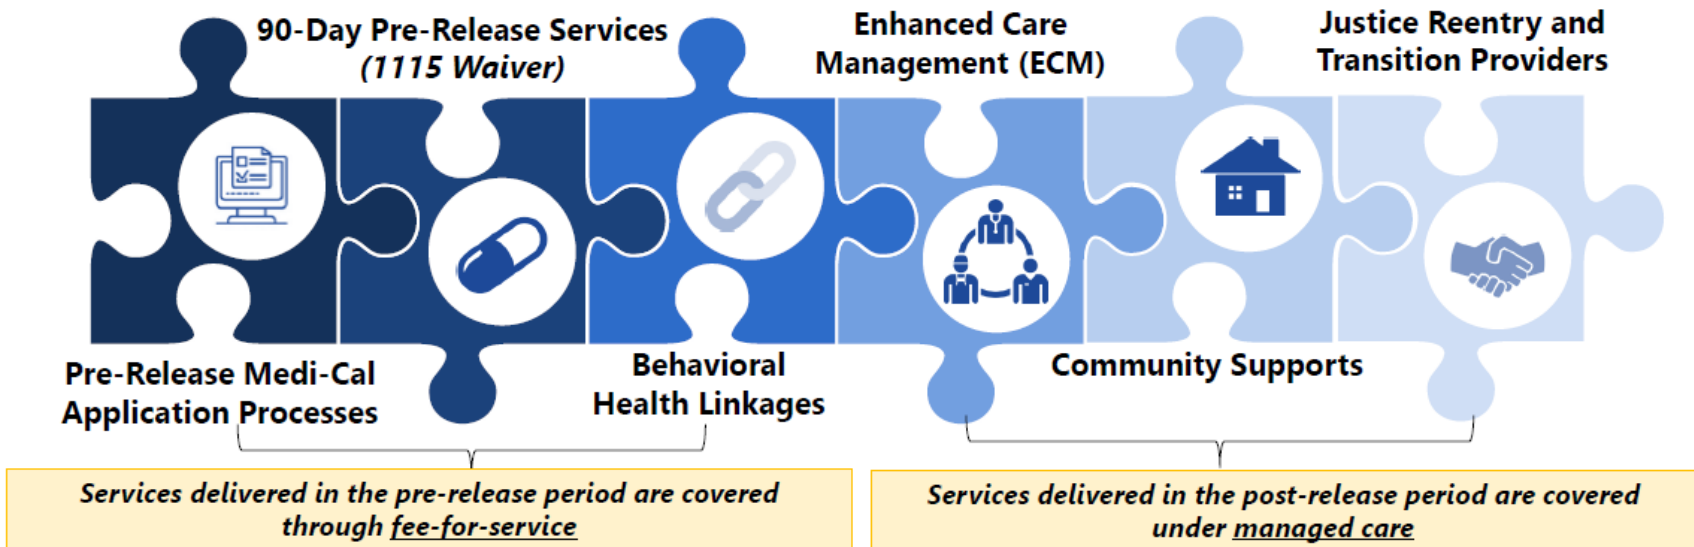 90-Day Pre-Release Services
(1115 Waiver)
Enhanced Care
Management (ECM)
Justice Reentry and
Transition Providers
Pre-Release Medi-Cal
Application Processes
Behavioral
Health Linkages
Community Supports
Services delivered in the pre-release period are covered
through fee-for-service
Services delivered in the post-release period are covered
under managed care